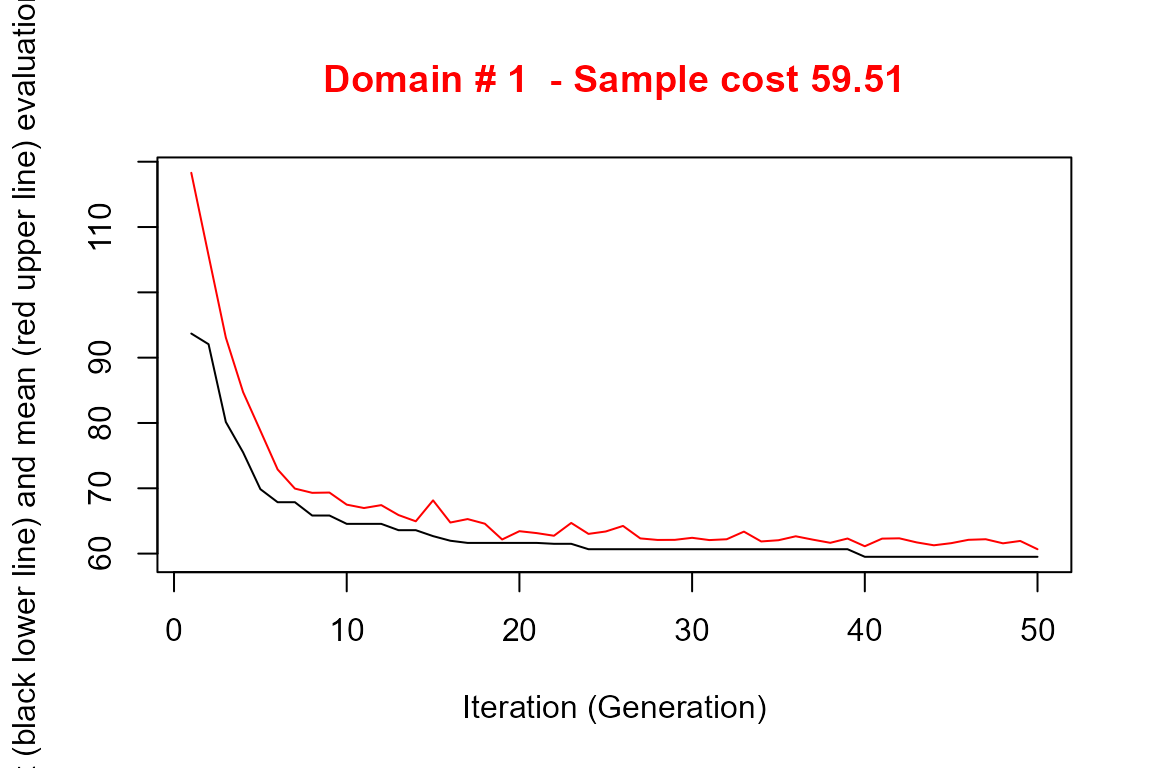 Domain # 1 - Sample cost 59.51
(black lower line) and mean (red upper line) evaluation
110
90
80
70
60
0 10 20 30 40 50
Iteration (Generation)